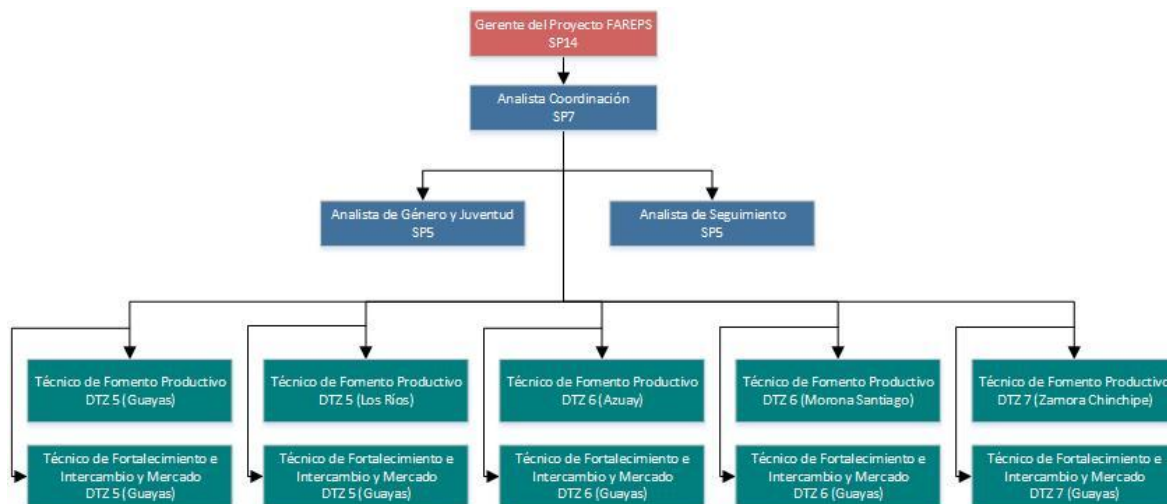 Gerente del Proyecto FAREPS
SP14
Analista Coordinación
SP7
Analista de Género y Juventud
SP5
Analista de Seguimiento
SP5
Técnico de Fomento Productivo
DTZ 5 (Guayas)
Técnico de Fomento Productivo
DTZ 5 (Los Ríos)
Técnico de Fomento Productivo
DTZ 6 (Azuay)
Técnico de Fomento Productivo
DTZ 6 (Morona Santiago)
Técnico de Fomento Productivo
DTZ 7 (Zamora Chinchipe)
Técnico de Fortalecimiento e
Intercambio y Mercado
DTZ 5 (Guayas)
Técnico de Fortalecimiento e
Intercambio y Mercado
DTZ 5 (Guayas)
Técnico de Fortalecimiento e
Intercambio y Mercado
DTZ 6 (Guayas)
Técnico de Fortalecimiento e
Intercambio y Mercado
DTZ 6 (Guayas)
Técnico de Fortalecimiento e
Intercambio y Mercado
DTZ 7 (Guayas)